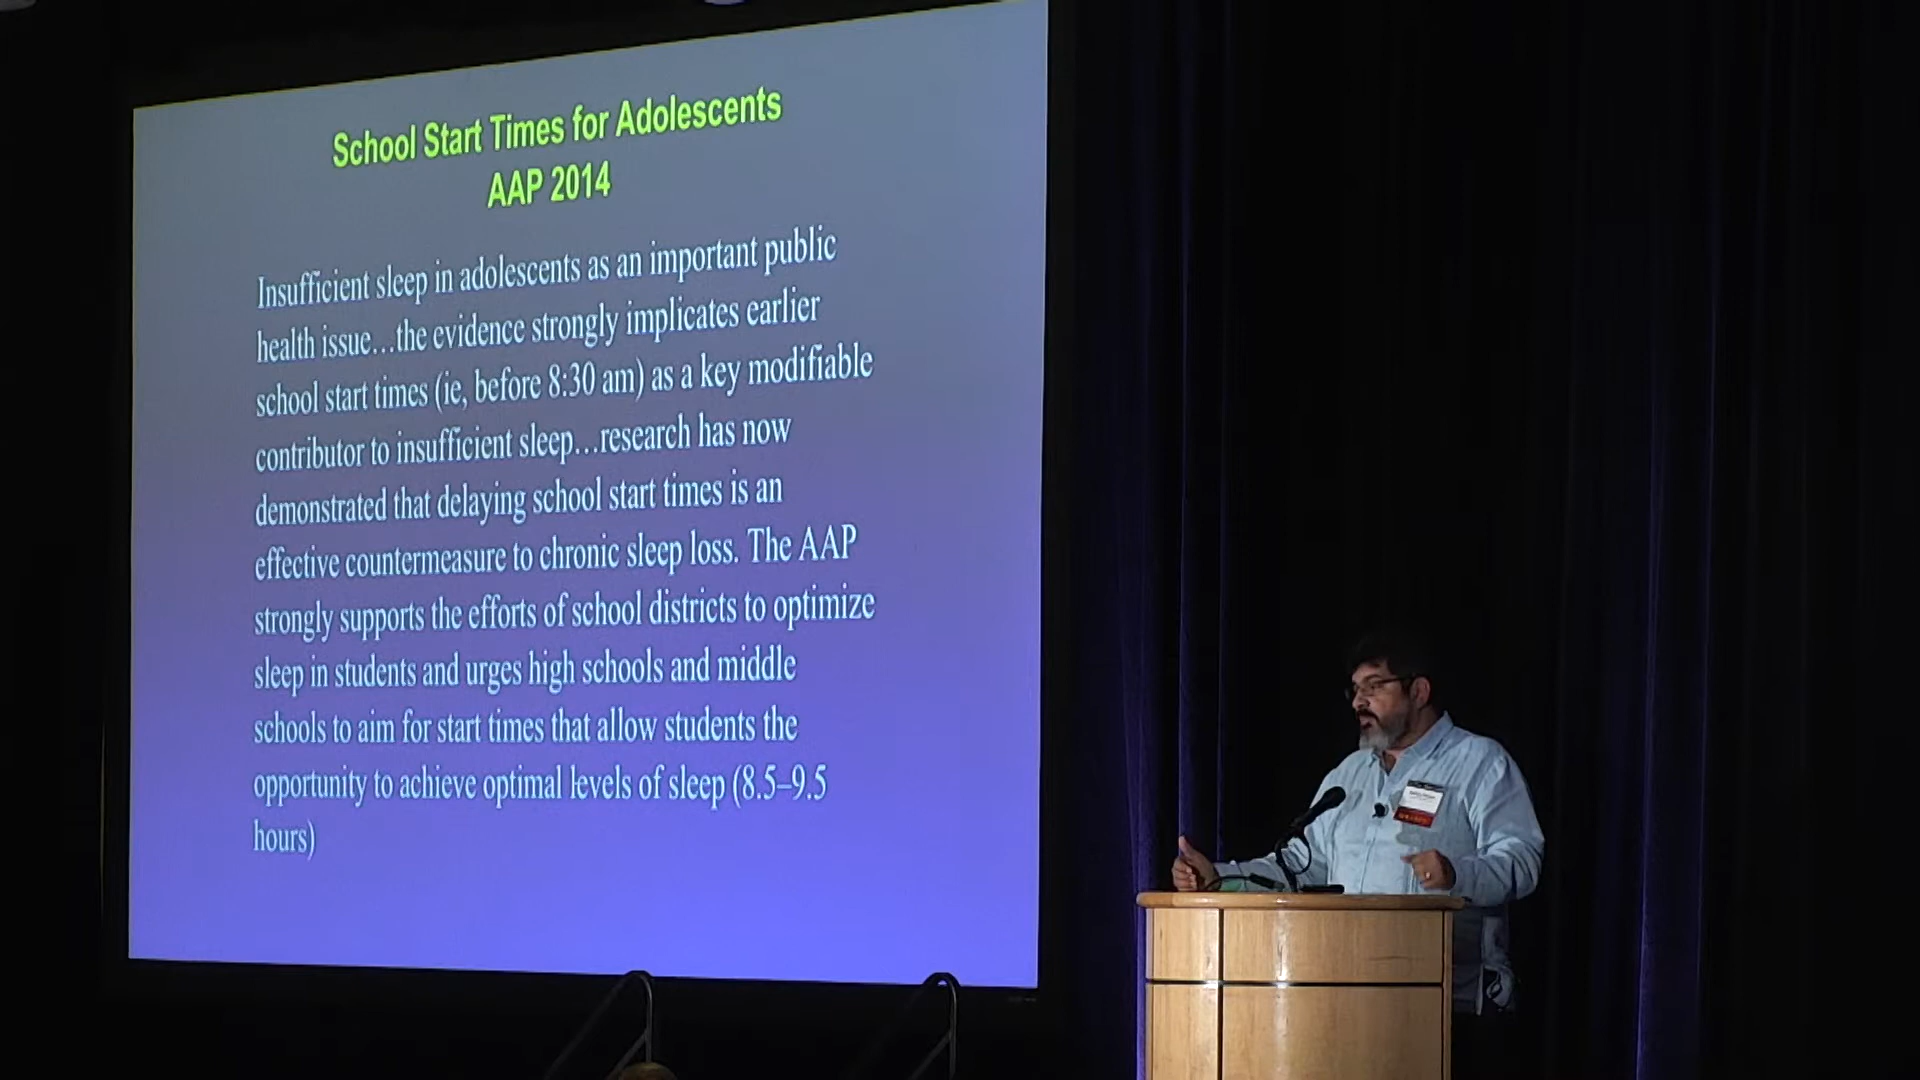 School Start Times for Adolescents
AAP 2014
Insufficient sleep in adolescents as an important public
health issue…the evidence strongly implicates earlier
school start times (ie, before 8:30 am) as a key modifiable
contributor to insufficient sleep…research has now
demonstrated that delaying school start times is an
effective countermeasure to chronic sleep loss. The AAP
strongly supports the efforts of school districts to optimize
sleep in students and urges high schools and middle
schools to aim for start times that allow students the
opportunity to achieve optimal levels of sleep (8.5–9.5
hours)